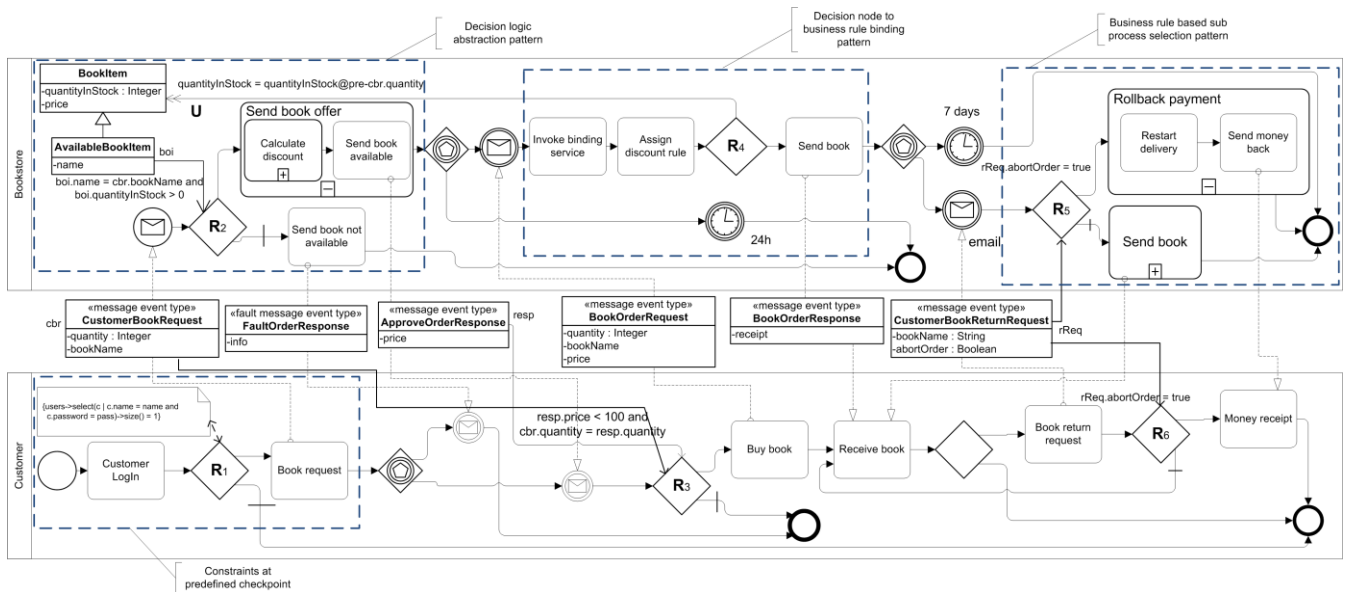 Decision logic
abstraction pattern
Decision node to
business rule binding
pattern
Business rule based sub
process selection pattern
Bookstore
BookItem
-quantityInStock : Integer
-price
quantityInStock = quantityInStock@pre-cbr.quantity
U
AvailableBookItem
-name
boi
boi.name = cbr.bookName and
boi.quantityInStock > 0
R2
Send book offer
Calculate
discount
Send book
available
Send book not
available
Invoke binding
service
Assign
discount rule
R4
Send book
24h
7 days
email
rReq.abortOrder = true
R5
Rollback payment
Restart
delivery
Send money
back
Send book
cbr
«message event type»
CustomerBookRequest
-quantity : Integer
-bookName
«fault message event type»
FaultOrderResponse
-info
«message event type»
ApproveOrderResponse
-price
resp
«message event type»
BookOrderRequest
-quantity : Integer
-bookName
-price
«message event type»
BookOrderResponse
-receipt
«message event type»
CustomerBookReturnRequest
-bookName : String
-abortOrder : Boolean
rReq
Customer
{users->select(c | c.name = name and
c.password = pass)->size() = 1}
Customer
LogIn
R1
Book request
resp.price < 100 and
cbr.quantity = resp.quantity
R3
Buy book
Receive book
Book return
request
rReq.abortOrder = true
R6
Money receipt
Constraints at
predefined checkpoint